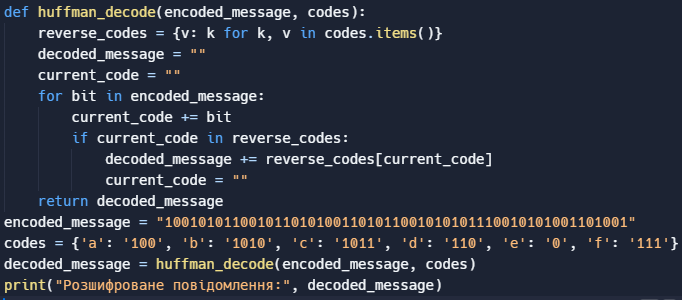 def huffman_decode(encoded_message, codes):
    reverse_codes = {v: k for k, v in codes.items()}
    decoded_message = ""
    current_code = ""
    for bit in encoded_message:
        current_code += bit
        if current_code in reverse_codes:
            decoded_message += reverse_codes[current_code]
            current_code = ""
    return decoded_message
encoded_message = "1001010110010110101001101011001010101110010101001101001"
codes = {'a': '100', 'b': '1010', 'c': '1011', 'd': '110', 'e': '0', 'f': '111'}
decoded_message = huffman_decode(encoded_message, codes)
print("Розшифроване повідомлення:", decoded_message)